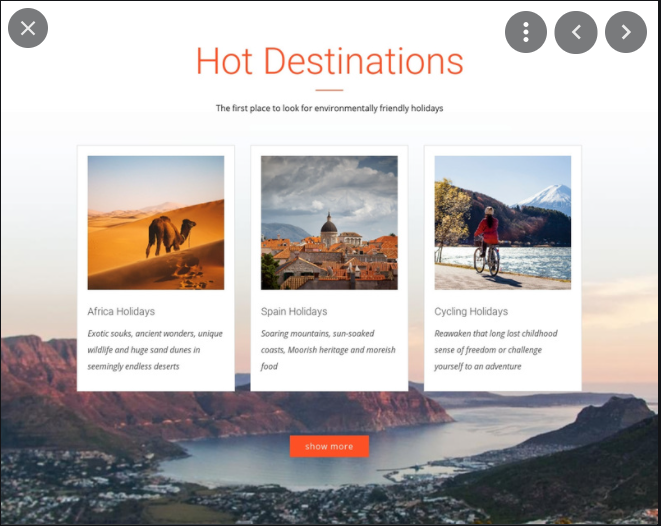 Hot Destinations
The first place to look for environmentally friendly holidays
Africa Holidays
Exotic souks, ancient wonders, unique
wildlife and huge sand dunes in
seemingly endless deserts
Spain Holidays
Soaring mountains, sun-soaked
coasts, Moorish heritage and moreish
food
Cycling Holidays
Reawaken that long lost childhood
sense of freedom or challenge
yourself to an adventure
show more